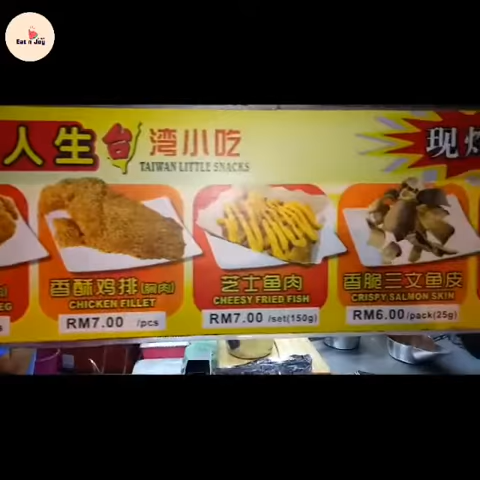 Eat n Joy
人生台湾小吃
TAIWAN LITTLE SNACKS
现炸
香酥鸡排(胸肉)
CHICKEN FILLET
RM7.00/pcs
芝士鱼肉
CHEESY FRIED FISH
RM7.00/set(150g)
香脆三文鱼皮
CRISPY SALMON SKIN
RM6.00/pack(25g)